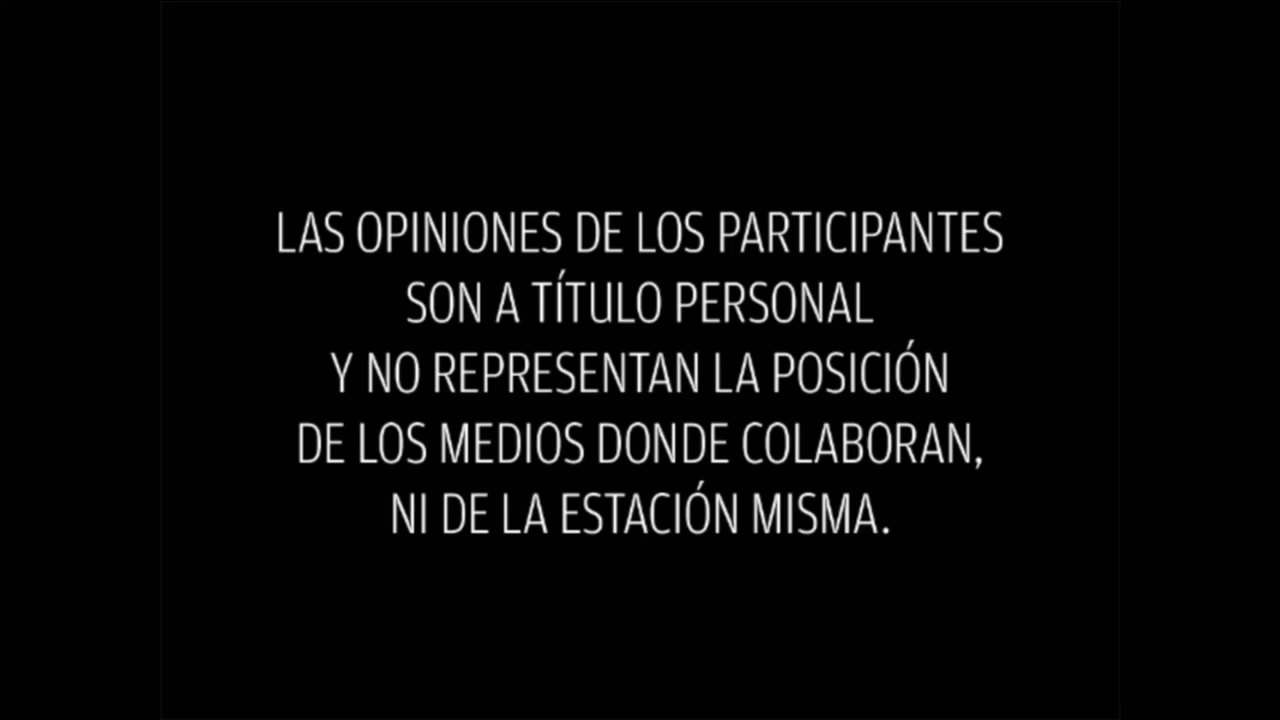 LAS OPINIONES DE LOS PARTICIPANTES
SON A TÍTULO PERSONAL
Y NO REPRESENTAN LA POSICIÓN
DE LOS MEDIOS DONDE COLABORAN,
NI DE LA ESTACIÓN MISMA.